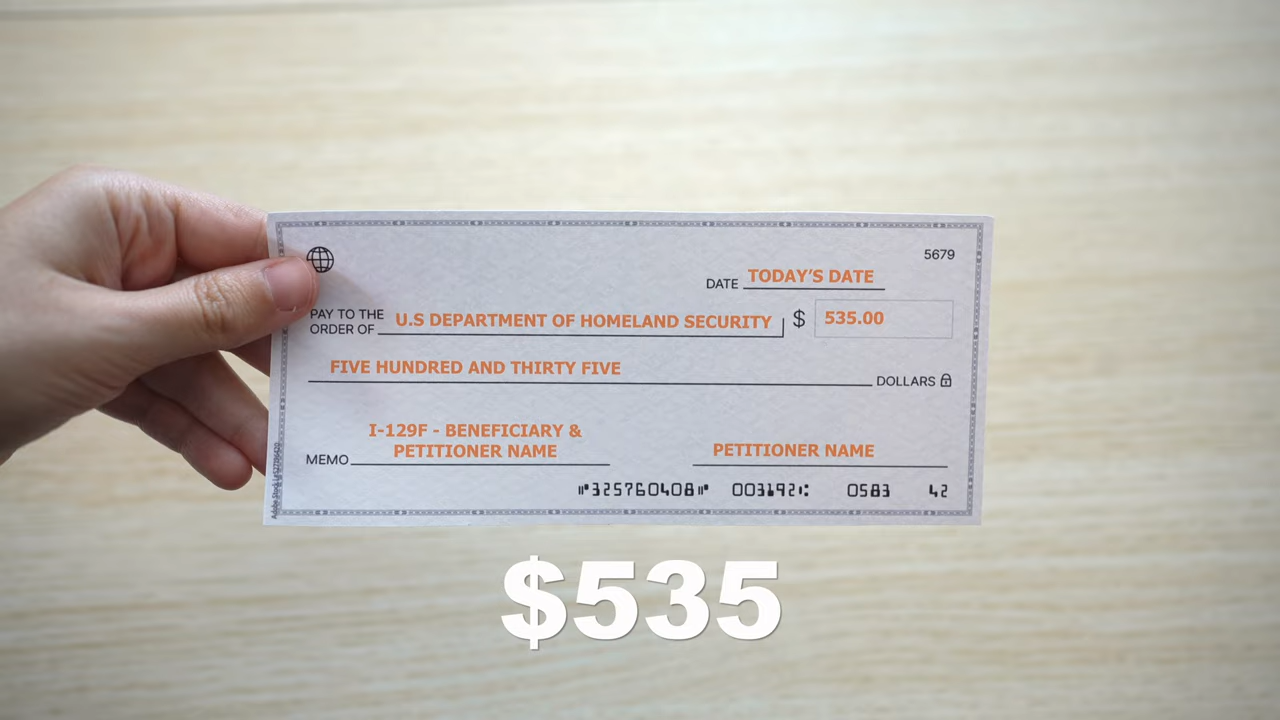 5679
DATE TODAY'S DATE
PAY TO THE
ORDER OF U.S DEPARTMENT OF HOMELAND SECURITY $ 535.00
FIVE HUNDRED AND THIRTY FIVE
DOLLARS
I-129F - BENEFICIARY &
PETITIONER NAME
MEMO
PETITIONER NAME
⑈325760408⑈ 003192⑆ 0583 42
$535